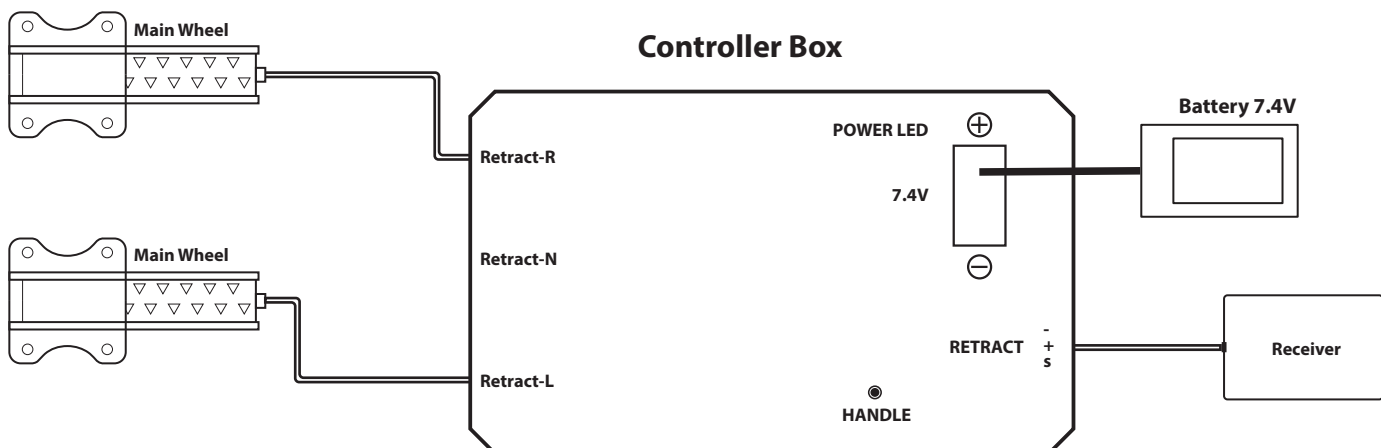 Main Wheel
Controller Box
Battery 7.4V
POWER LED
+
Retract-R
7.4V
Main Wheel
Retract-N
−
-
RETRACT +
s
Receiver
Retract-L
HANDLE